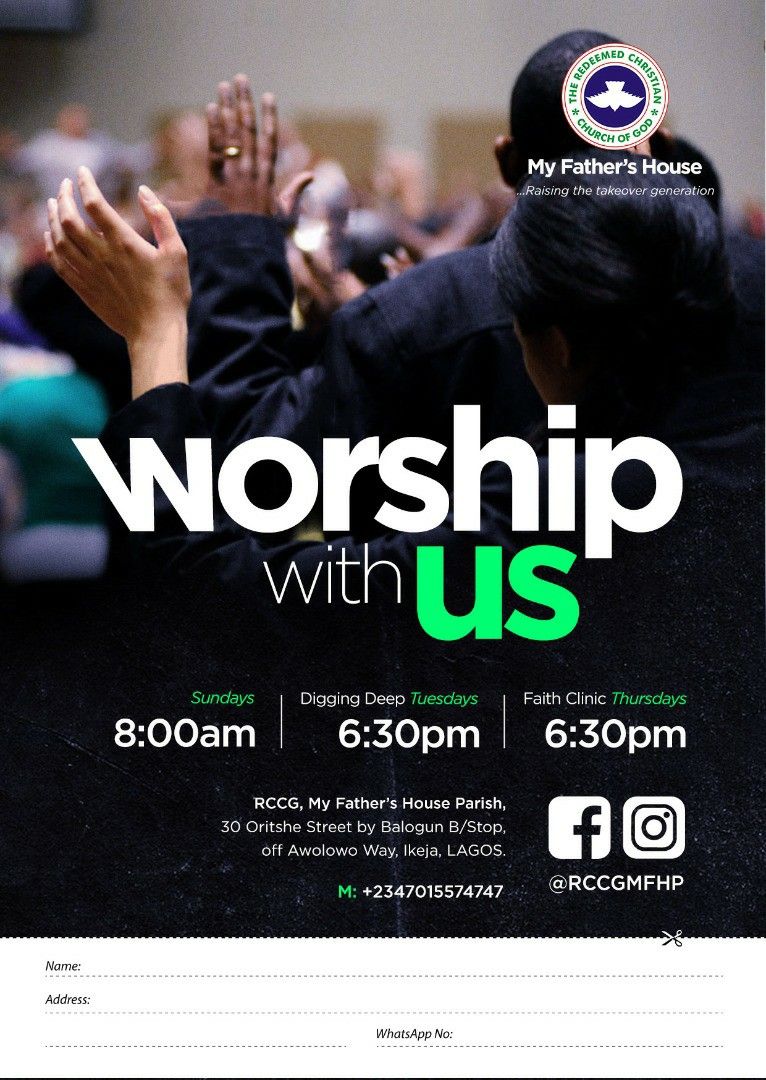 THE REDEEMED CHRISTIAN
CHURCH OF GOD
My Father's House
...Raising the takeover generation
worship
with us
Sundays
8:00am
Digging Deep Tuesdays
6:30pm
Faith Clinic Thursdays
6:30pm
RCCG, My Father's House Parish,
30 Oritshe Street by Balogun B/Stop,
off Awolowo Way, Ikeja, LAGOS.
M: +2347015574747
@RCCGMFHP
Name:
Address:
WhatsApp No: